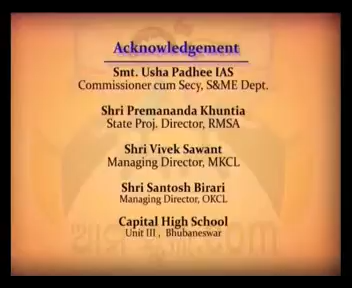 Acknowledgement
Smt. Usha Padhee IAS
Commissioner cum Secy, S&ME Dept.
Shri Premananda Khuntia
State Proj. Director, RMSA
Shri Vivek Sawant
Managing Director, MKCL
Shri Santosh Birari
Managing Director, OKCL
Capital High School
Unit III , Bhubaneswar